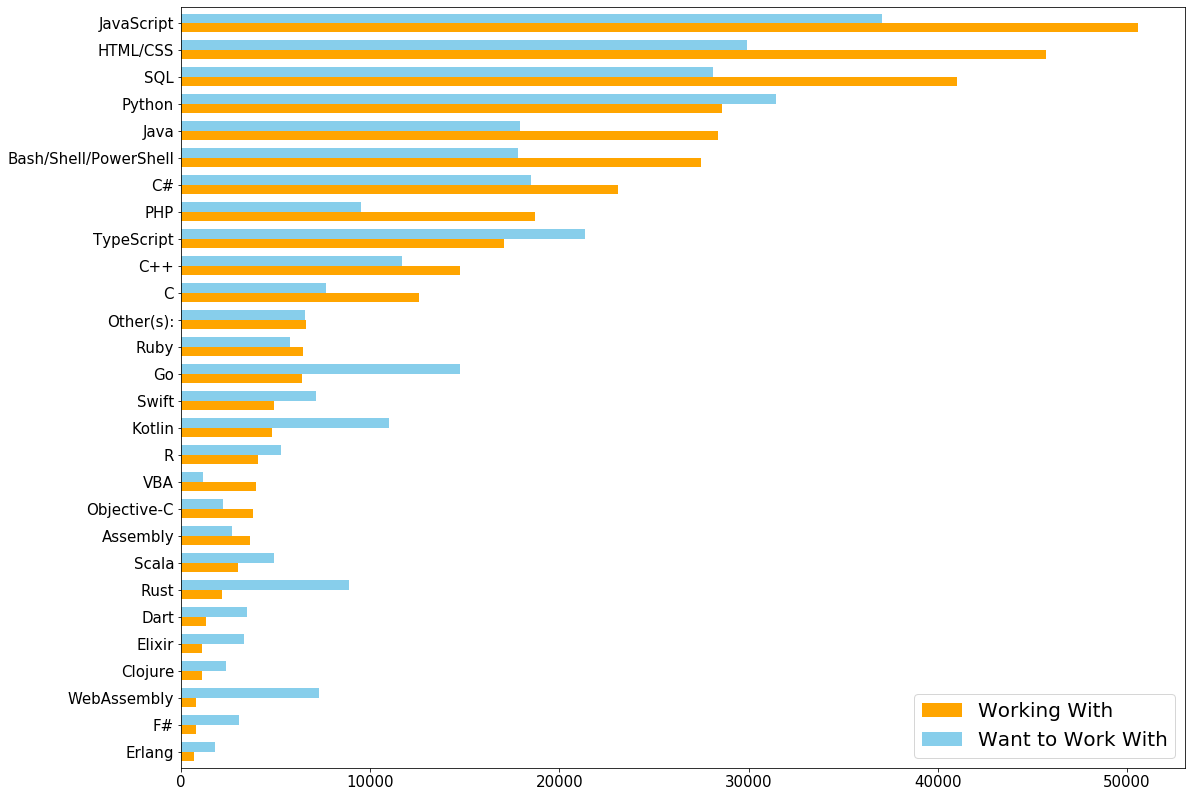 JavaScript
HTML/CSS
SQL
Python
Java
Bash/Shell/PowerShell
C#
PHP
TypeScript
C++
C
Other(s):
Ruby
Go
Swift
Kotlin
R
VBA
Objective-C
Assembly
Scala
Rust
Dart
Elixir
Clojure
WebAssembly
F#
Erlang
Working With
Want to Work With
0 10000 20000 30000 40000 50000